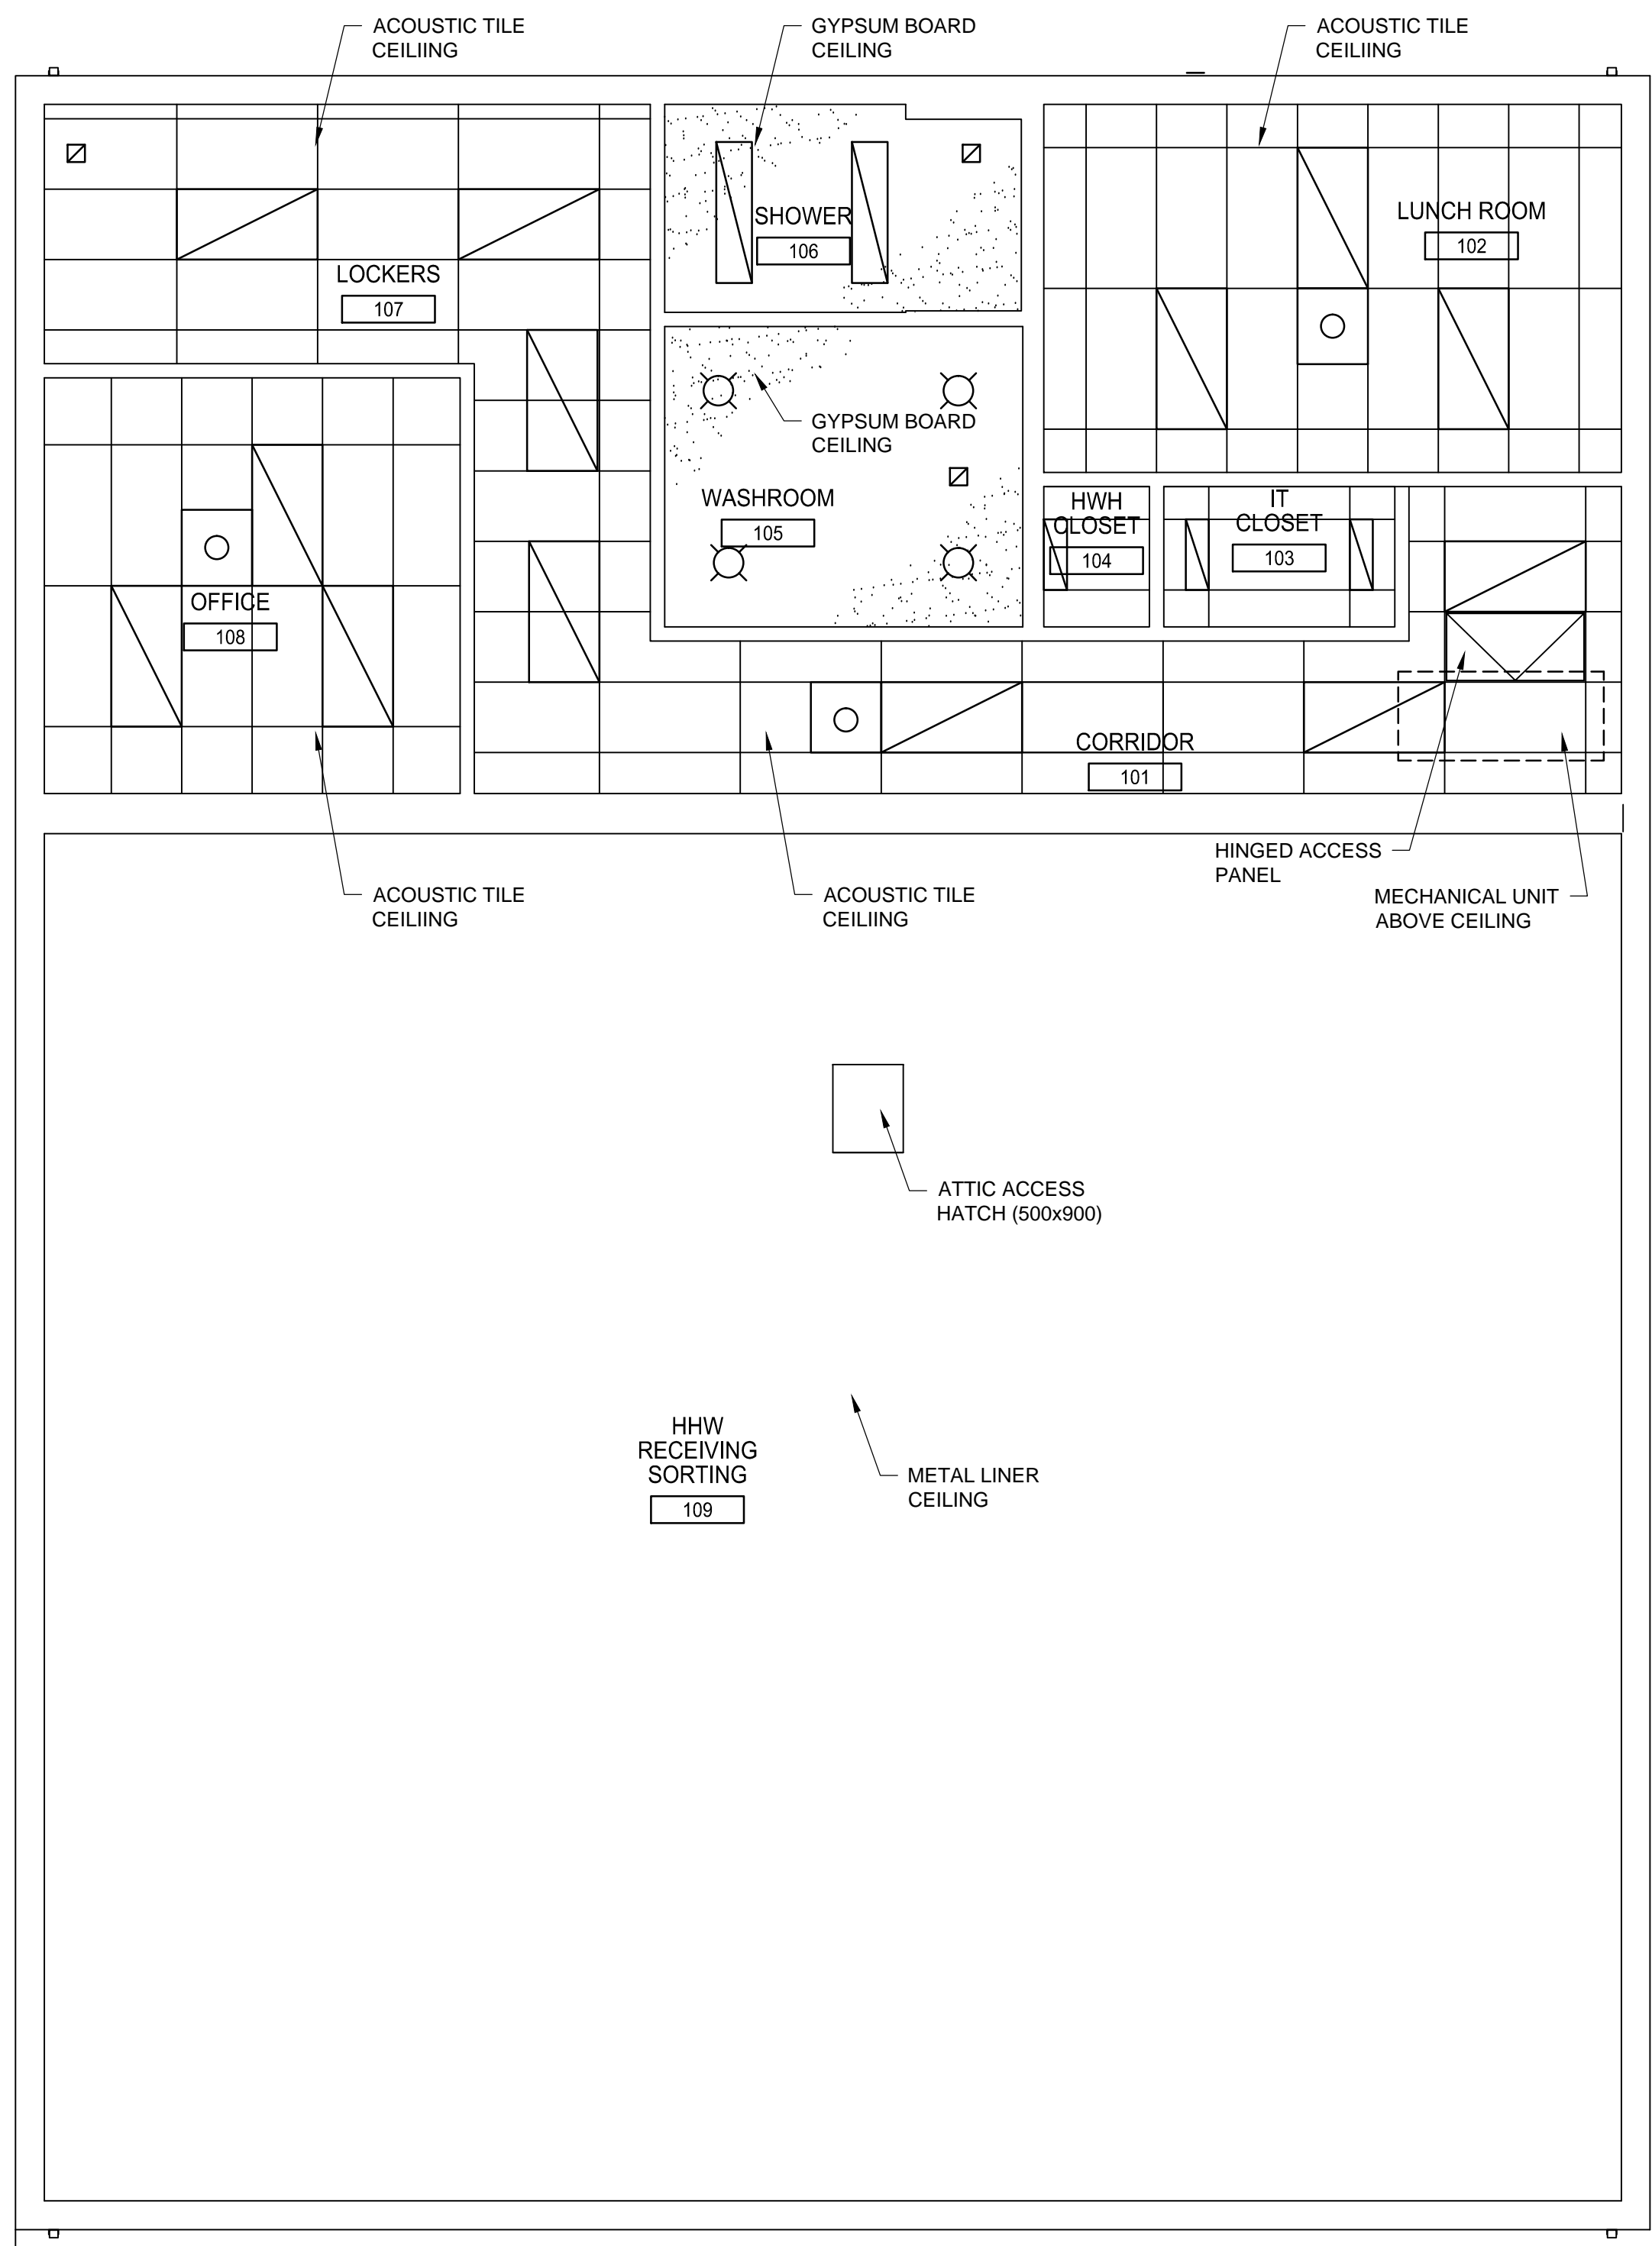 ACOUSTIC TILE
CEILIING
GYPSUM BOARD
CEILING
ACOUSTIC TILE
CEILIING
SHOWER
106
LUNCH ROOM
102
LOCKERS
107
GYPSUM BOARD
CEILING
WASHROOM
105
HWH
CLOSET
104
IT
CLOSET
103
OFFICE
108
CORRIDOR
101
HINGED ACCESS
PANEL
ACOUSTIC TILE
CEILIING
ACOUSTIC TILE
CEILIING
MECHANICAL UNIT
ABOVE CEILING
ATTIC ACCESS
HATCH (500x900)
HHW
RECEIVING
SORTING
109
METAL LINER
CEILING